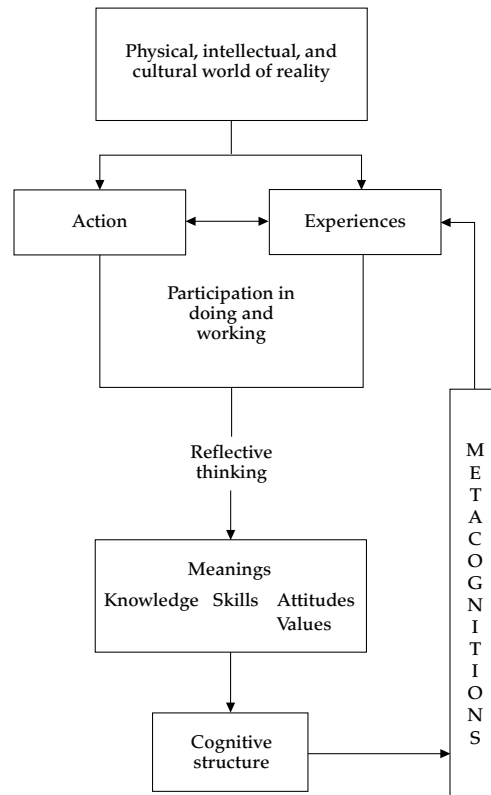 Physical, intellectual, and
cultural world of reality
Action
Experiences
Participation in
doing and
working
Reflective
thinking
Meanings
Knowledge Skills Attitudes
Values
Cognitive
structure
METACOGNITIONS